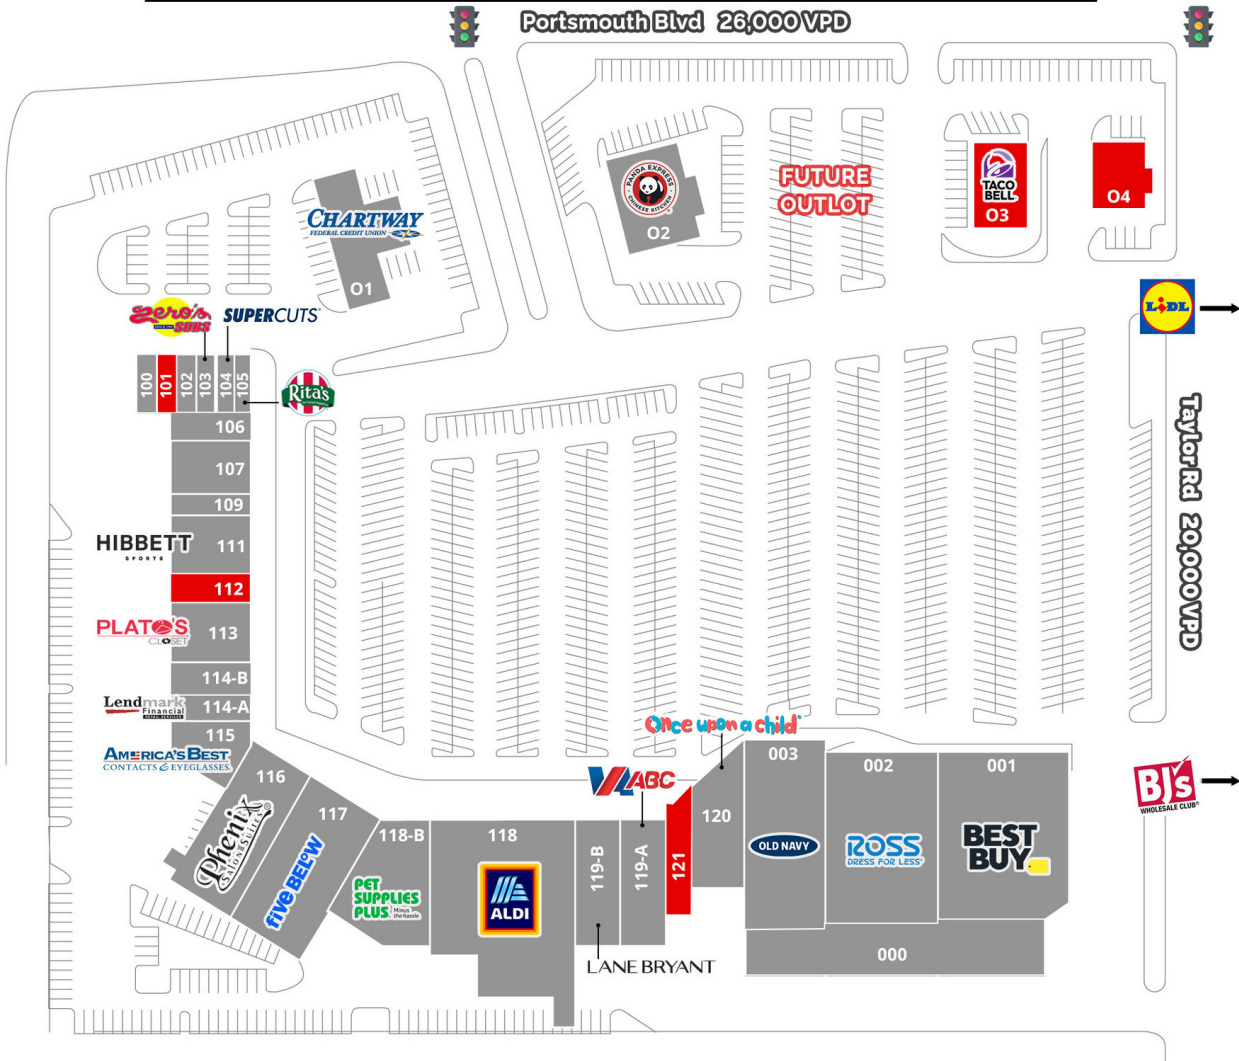 Portsmouth Blvd 26,000 VPD
PANDA EXPRESS
CHINESE KITCHEN
O2
FUTURE
OUTLOT
TACO
BELL
O3
O4
CHARTWAY
FEDERAL CREDIT UNION
O1
LIDL
zero's
SUBS
SUPERCUTS
100
101
102
103
104
105
Rita's
106
107
109
HIBBETT
SPORTS
111
112
PLATO'S
CLOSET
113
114-B
Lendmark
Financial
114-A
115
AMERICA'S BEST
CONTACTS & EYEGLASSES
Taylor Rd 20,000 VPD
116
Phenix
SALON SUITES
117
five BELOW
118-B
PET
SUPPLIES
PLUS
Minus
the hassle
118
ALDI
119-B
LANE BRYANT
VA ABC
119-A
121
Once upon a child
120
003
OLD NAVY
002
ROSS
DRESS FOR LESS
001
BEST
BUY
000
BJ's
WHOLESALE CLUB